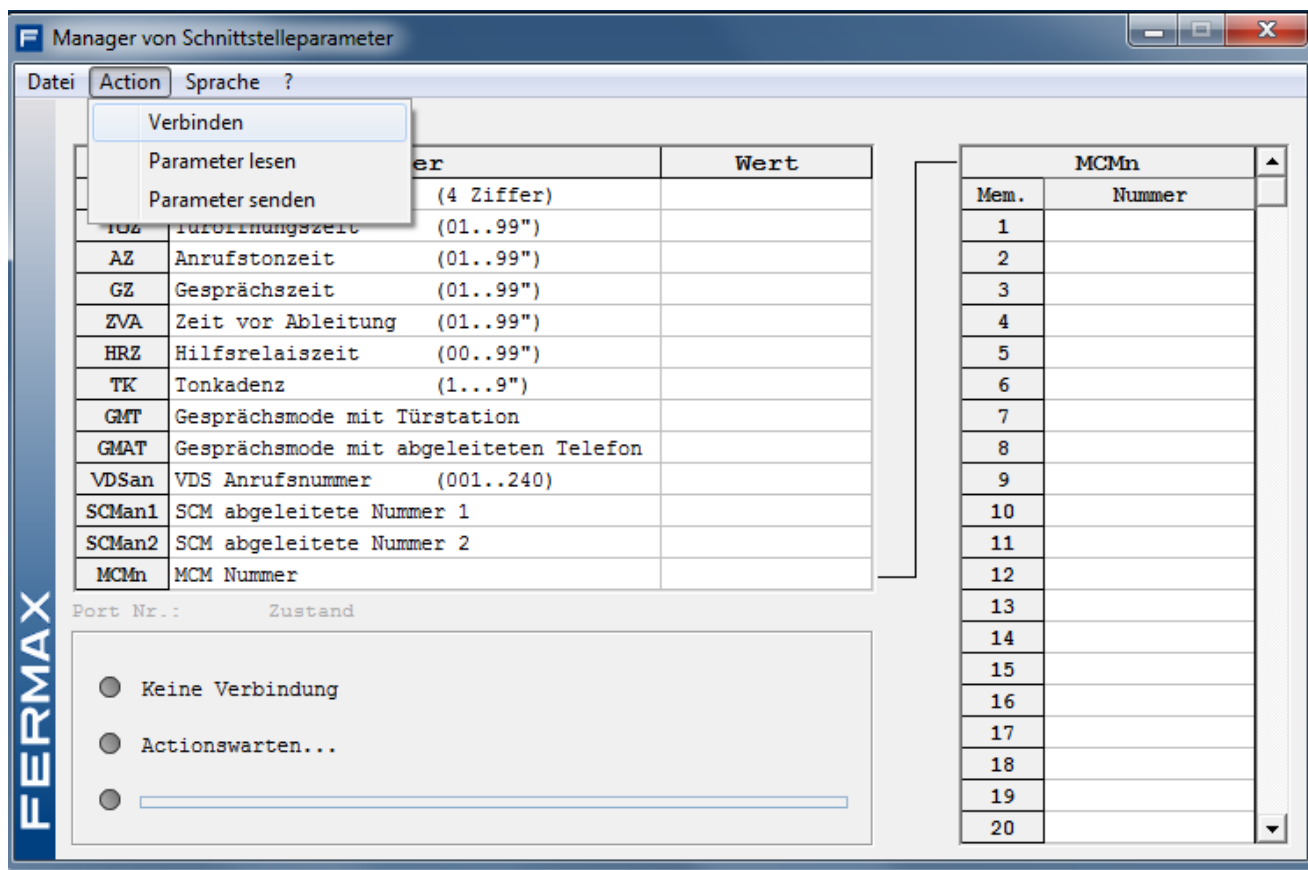 F Manager von Schnittstelleparameter
Datei Action Sprache ?
Verbinden
Parameter lesen
Parameter senden
er Wert
(4 Ziffer)
TÖZ Türöffnungszeit (01..99")
AZ Anrufstonzeit (01..99")
GZ Gesprächszeit (01..99")
ZVA Zeit vor Ableitung (01..99")
HRZ Hilfsrelaiszeit (00..99")
TK Tonkadenz (1...9")
GMT Gesprächsmode mit Türstation
GMAT Gesprächsmode mit abgeleiteten Telefon
VDSan VDS Anrufsnummer (001..240)
SCMan1 SCM abgeleitete Nummer 1
SCMan2 SCM abgeleitete Nummer 2
MCMn MCM Nummer
Port Nr.: Zustand
Keine Verbindung
Actionswarten...
MCMn
Mem. Nummer
1
2
3
4
5
6
7
8
9
10
11
12
13
14
15
16
17
18
19
20
FERMAX